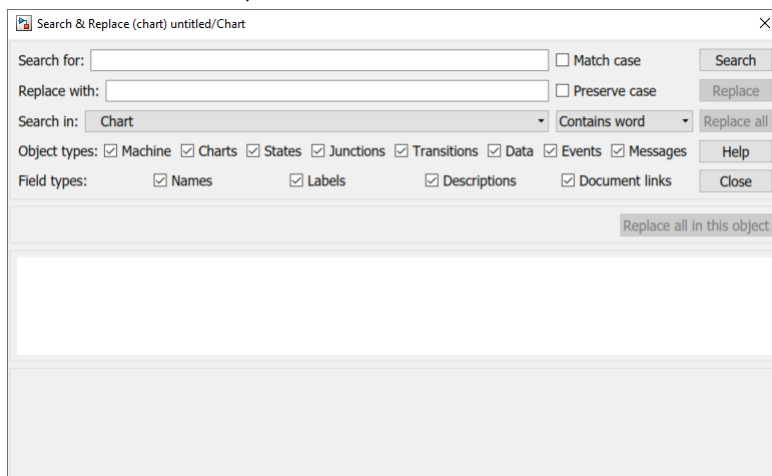 Search & Replace (chart) untitled/Chart
Search for: Match case Search
Replace with: Preserve case Replace
Search in: Chart Contains word Replace all
Object types: Machine Charts States Junctions Transitions Data Events Messages Help
Field types: Names Labels Descriptions Document links Close
Replace all in this object